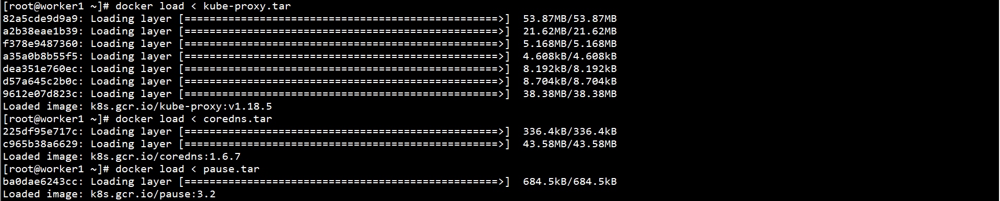 [root@worker1 ~]# docker load < kube-proxy.tar
82a5cde9d9a9: Loading layer [==================================================>]  53.87MB/53.87MB
a2b38eae1b39: Loading layer [==================================================>]  21.62MB/21.62MB
f378e9487360: Loading layer [==================================================>]  5.168MB/5.168MB
a35a0b8b55f5: Loading layer [==================================================>]  4.608kB/4.608kB
dea351e760ec: Loading layer [==================================================>]  8.192kB/8.192kB
d57a645c2b0c: Loading layer [==================================================>]  8.704kB/8.704kB
9612e07d823c: Loading layer [==================================================>]  38.38MB/38.38MB
Loaded image: k8s.gcr.io/kube-proxy:v1.18.5
[root@worker1 ~]# docker load < coredns.tar
225df95e717c: Loading layer [==================================================>]  336.4kB/336.4kB
c965b38a6629: Loading layer [==================================================>]  43.58MB/43.58MB
Loaded image: k8s.gcr.io/coredns:1.6.7
[root@worker1 ~]# docker load < pause.tar
ba0dae6243cc: Loading layer [==================================================>]  684.5kB/684.5kB
Loaded image: k8s.gcr.io/pause:3.2